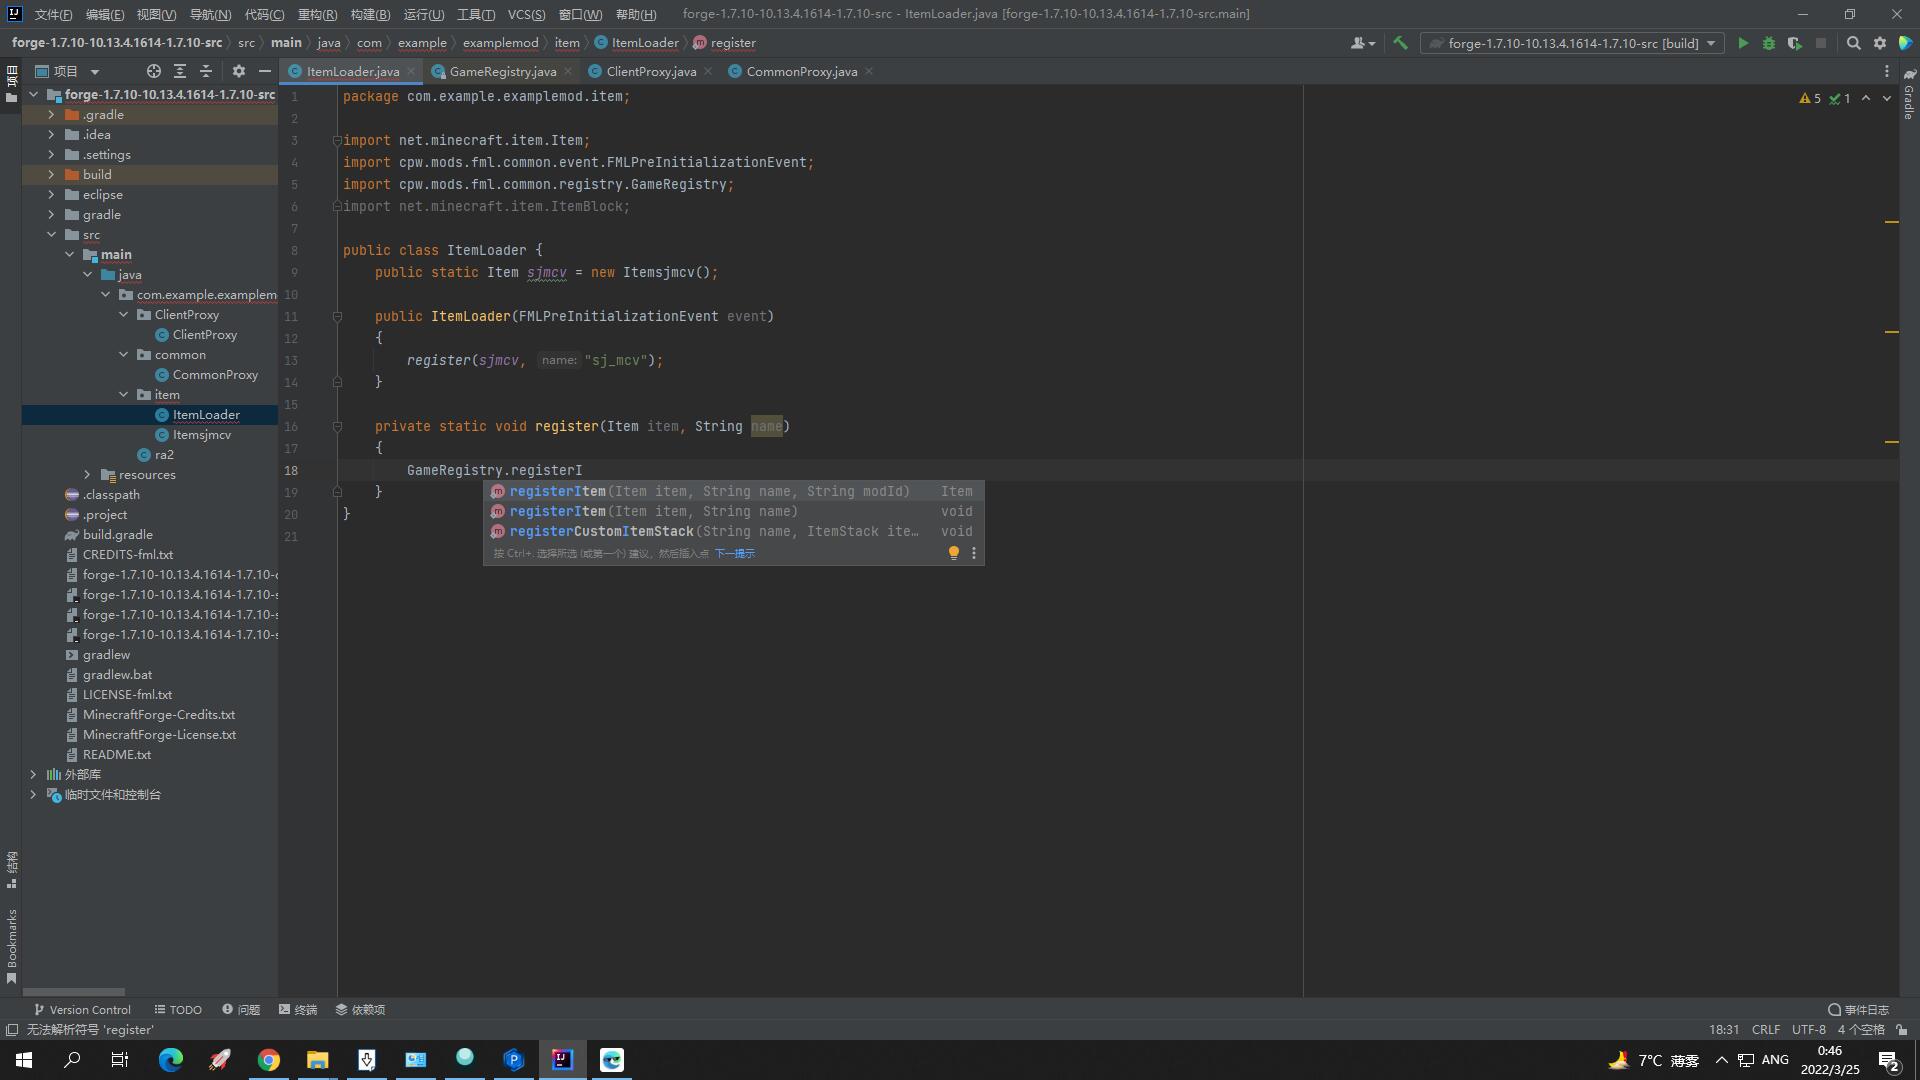 文件(F) 编辑(E) 视图(V) 导航(N) 代码(C) 重构(R) 构建(B) 运行(U) 工具(T) VCS(S) 窗口(W) 帮助(H) forge-1.7.10-10.13.4.1614-1.7.10-src - ItemLoader.java [forge-1.7.10-10.13.4.1614-1.7.10-src.main]
forge-1.7.10-10.13.4.1614-1.7.10-src src main java com example examplemod item ItemLoader register
forge-1.7.10-10.13.4.1614-1.7.10-src [build]
项目
项目
ItemLoader.java GameRegistry.java ClientProxy.java CommonProxy.java
Gradle
forge-1.7.10-10.13.4.1614-1.7.10-src
.gradle
.idea
.settings
build
eclipse
gradle
src
main
java
com.example.examplem
ClientProxy
ClientProxy
common
CommonProxy
item
ItemLoader
Itemsjmcv
ra2
resources
.classpath
.project
build.gradle
CREDITS-fml.txt
forge-1.7.10-10.13.4.1614-1.7.10-c
forge-1.7.10-10.13.4.1614-1.7.10-s
forge-1.7.10-10.13.4.1614-1.7.10-s
forge-1.7.10-10.13.4.1614-1.7.10-s
gradlew
gradlew.bat
LICENSE-fml.txt
MinecraftForge-Credits.txt
MinecraftForge-License.txt
README.txt
外部库
临时文件和控制台
结构
Bookmarks
5 1
1 package com.example.examplemod.item;
2
3 import net.minecraft.item.Item;
4 import cpw.mods.fml.common.event.FMLPreInitializationEvent;
5 import cpw.mods.fml.common.registry.GameRegistry;
6 import net.minecraft.item.ItemBlock;
7
8 public class ItemLoader {
9 public static Item sjmcv = new Itemsjmcv();
10
11 public ItemLoader(FMLPreInitializationEvent event)
12 {
13 register(sjmcv, name: "sj_mcv");
14 }
15
16 private static void register(Item item, String name)
17 {
18 GameRegistry.registerI
19 }
20 }
21
registerItem(Item item, String name, String modId) Item
registerItem(Item item, String name) void
registerCustomItemStack(String name, ItemStack ite… void
按 Ctrl+. 选择所选 (或第一个) 建议，然后插入点 下一提示
Version Control TODO 问题 终端 依赖项 事件日志
无法解析符号 'register' 18:31 CRLF UTF-8 4 个空格
7°C 薄雾 ANG 0:46
2022/3/25
2